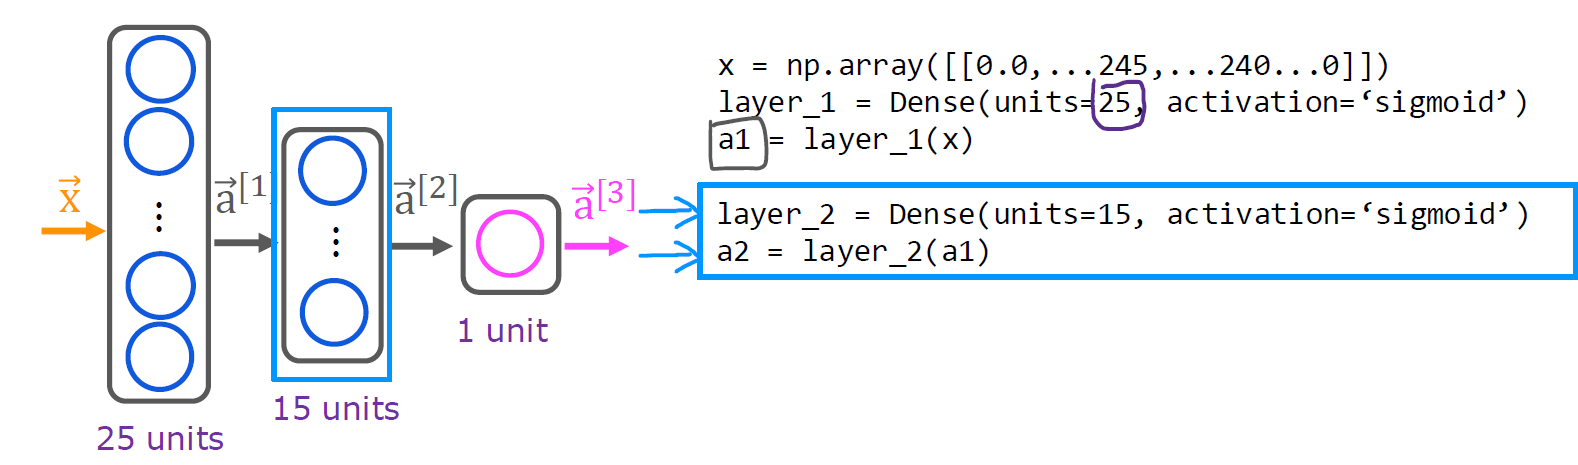 x = np.array([[0.0,...245,...240...0]])
layer_1 = Dense(units=25, activation=‘sigmoid’)
a1 = layer_1(x)
x⃗
a⃗[1]
a⃗[2]
a⃗[3]
layer_2 = Dense(units=15, activation=‘sigmoid’)
a2 = layer_2(a1)
1 unit
15 units
25 units